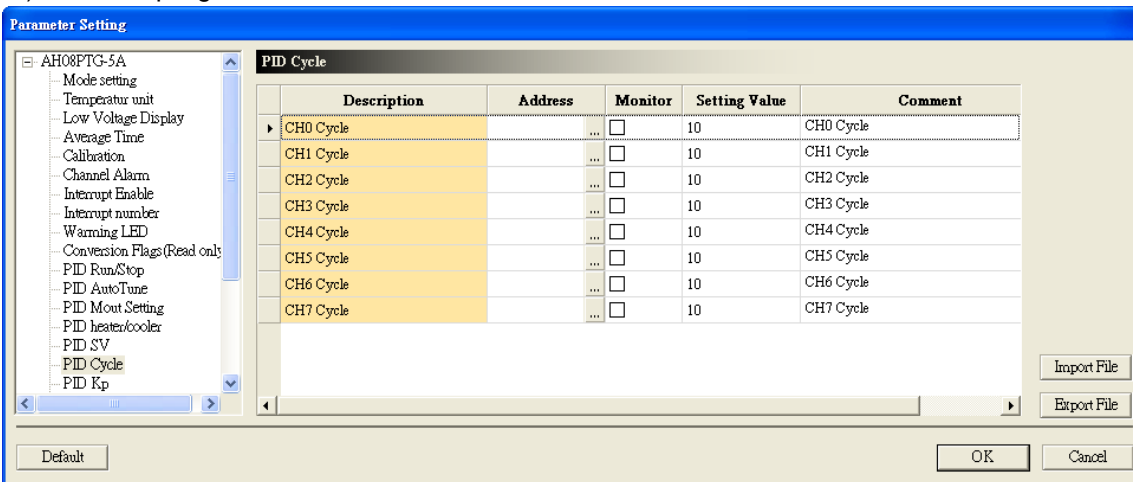 Parameter Setting
AH08PTG-5A
Mode setting
Temperatur unit
Low Voltage Display
Average Time
Calibration
Channel Alarm
Interrupt Enable
Interrupt number
Warning LED
Conversion Flags(Read only
PID Run/Stop
PID AutoTune
PID Mout Setting
PID heater/cooler
PID SV
PID Cycle
PID Kp
PID Cycle
Description Address Monitor Setting Value Comment
CH0 Cycle ... 10 CH0 Cycle
CH1 Cycle ... 10 CH1 Cycle
CH2 Cycle ... 10 CH2 Cycle
CH3 Cycle ... 10 CH3 Cycle
CH4 Cycle ... 10 CH4 Cycle
CH5 Cycle ... 10 CH5 Cycle
CH6 Cycle ... 10 CH6 Cycle
CH7 Cycle ... 10 CH7 Cycle
Import File
Export File
Default OK Cancel